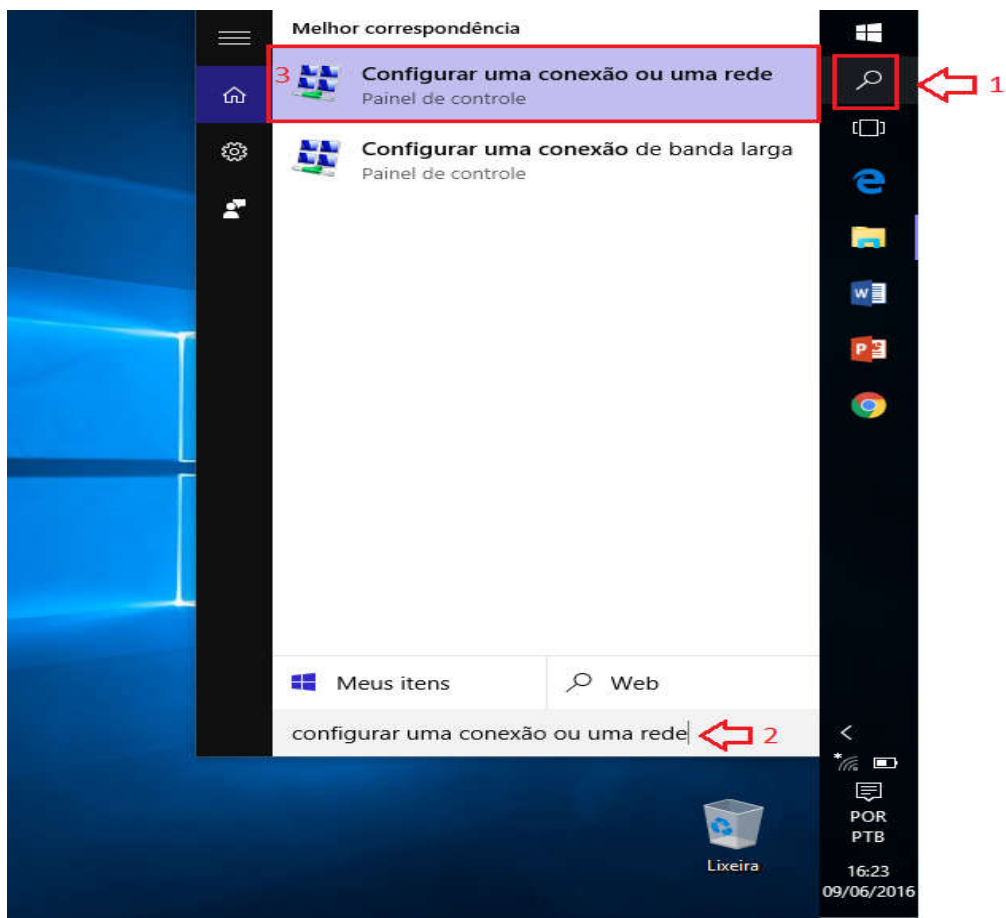 Melhor correspondência
3
Configurar uma conexão ou uma rede
Painel de controle
Configurar uma conexão de banda larga
Painel de controle
Meus itens
Web
configurar uma conexão ou uma rede
2
1
Lixeira
POR
PTB
16:23
09/06/2016